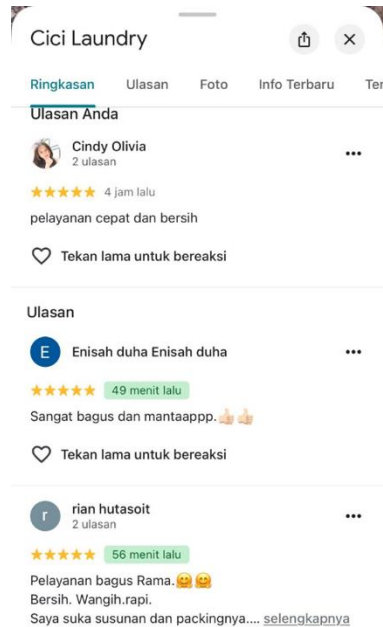 Cici Laundry
Ringkasan Ulasan Foto Info Terbaru Ter
Ulasan Anda
Cindy Olivia
2 ulasan
4 jam lalu
pelayanan cepat dan bersih
Tekan lama untuk bereaksi
Ulasan
E
Enisah duha Enisah duha
49 menit lalu
Sangat bagus dan mantaappp.👍🏻👍🏻
Tekan lama untuk bereaksi
r
rian hutasoit
2 ulasan
56 menit lalu
Pelayanan bagus Rama.🤗🤗
Bersih. Wangih.rapi.
Saya suka susunan dan packingnya.... selengkapnya